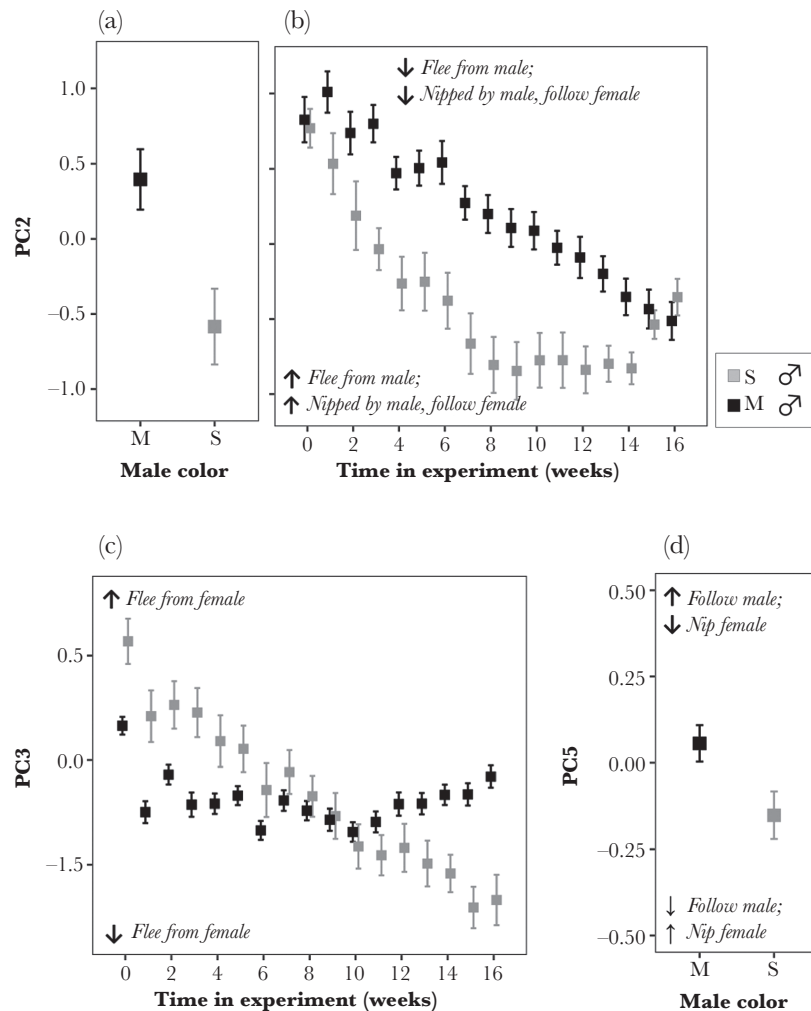 (a)
(b)
1.0
0.5
0.0
−0.5
−1.0
PC2
M
S
Male color
↓ Flee from male;
↓ Nipped by male, follow female
↑ Flee from male;
↑ Nipped by male, follow female
0 2 4 6 8 10 12 14 16
Time in experiment (weeks)
S ♂
M ♂
(c)
↑ Flee from female
0.5
0.0
−1.5
PC3
↓ Flee from female
0 2 4 6 8 10 12 14 16
Time in experiment (weeks)
(d)
0.50
0.25
0.00
−0.25
−0.50
PC5
↑ Follow male;
↓ Nip female
↓ Follow male;
↑ Nip female
M
S
Male color